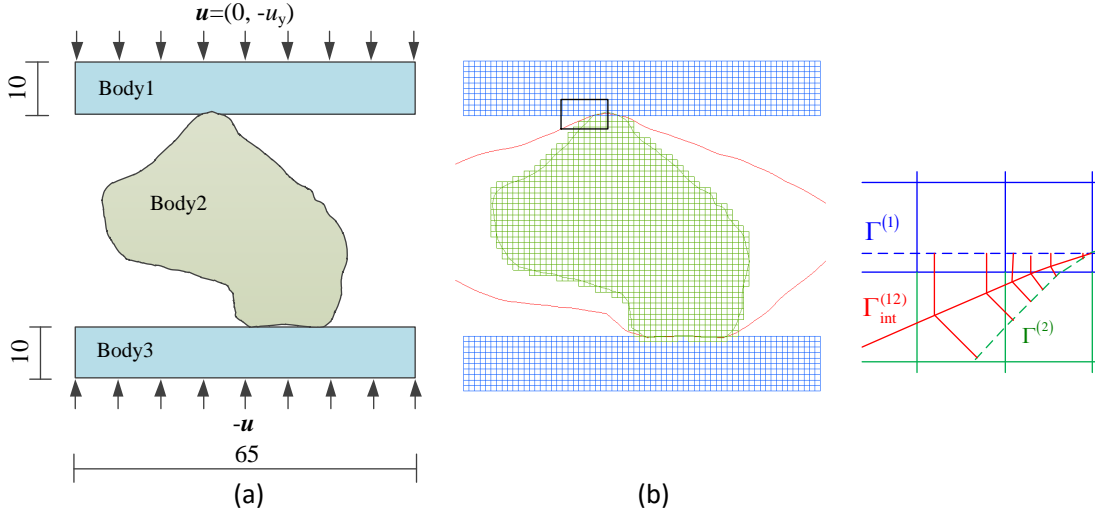 u=(0, -uy)
10
Body1
Body2
10
Body3
-u
65
(a)
(b)
Γ(1)
Γint(12)
Γ(2)